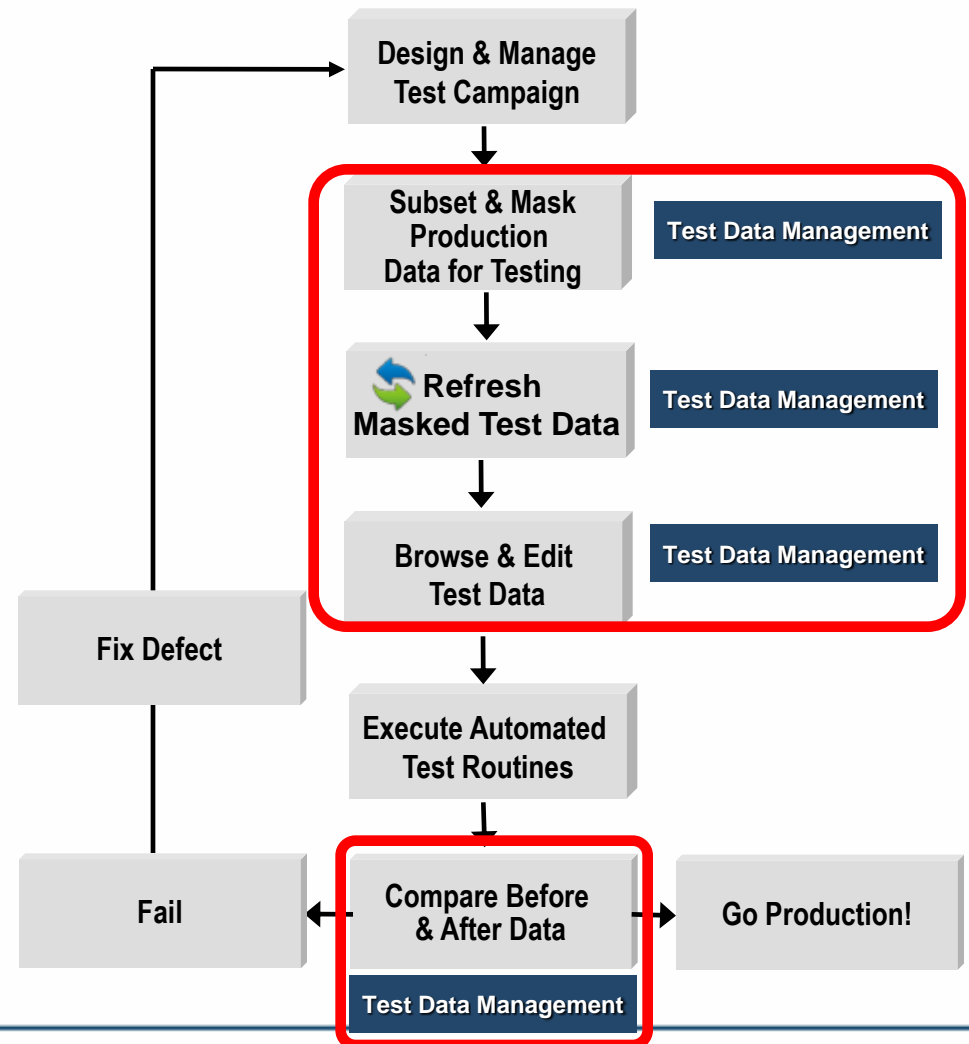 Design & Manage
Test Campaign
Subset & Mask
Production
Data for Testing
Test Data Management
Refresh
Masked Test Data
Test Data Management
Browse & Edit
Test Data
Test Data Management
Fix Defect
Execute Automated
Test Routines
Fail
Compare Before
& After Data
Go Production!
Test Data Management